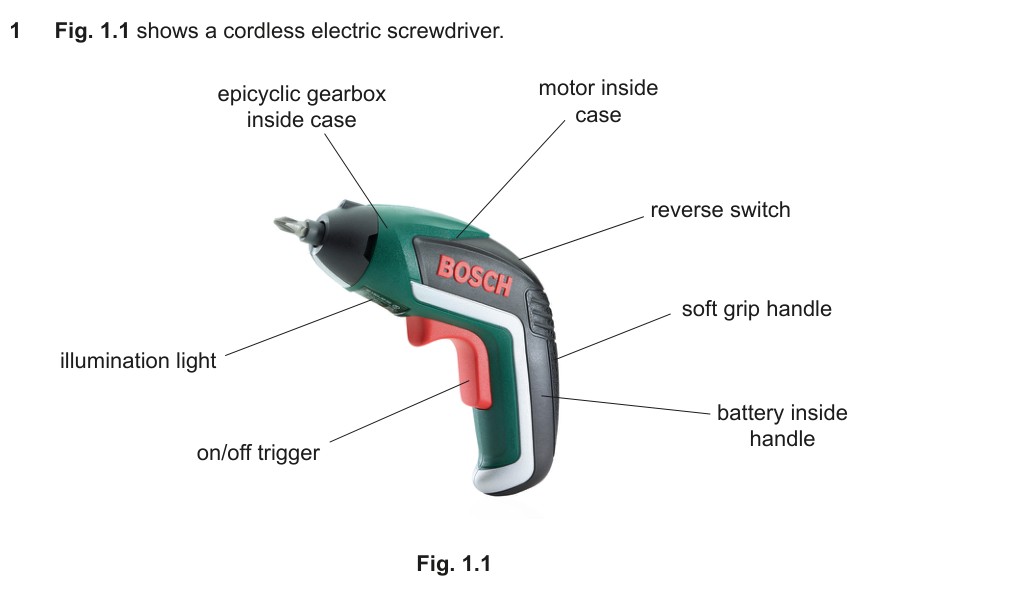 1 Fig. 1.1 shows a cordless electric screwdriver.
epicyclic gearbox
inside case
motor inside
case
reverse switch
BOSCH
soft grip handle
illumination light
battery inside
handle
on/off trigger
Fig. 1.1